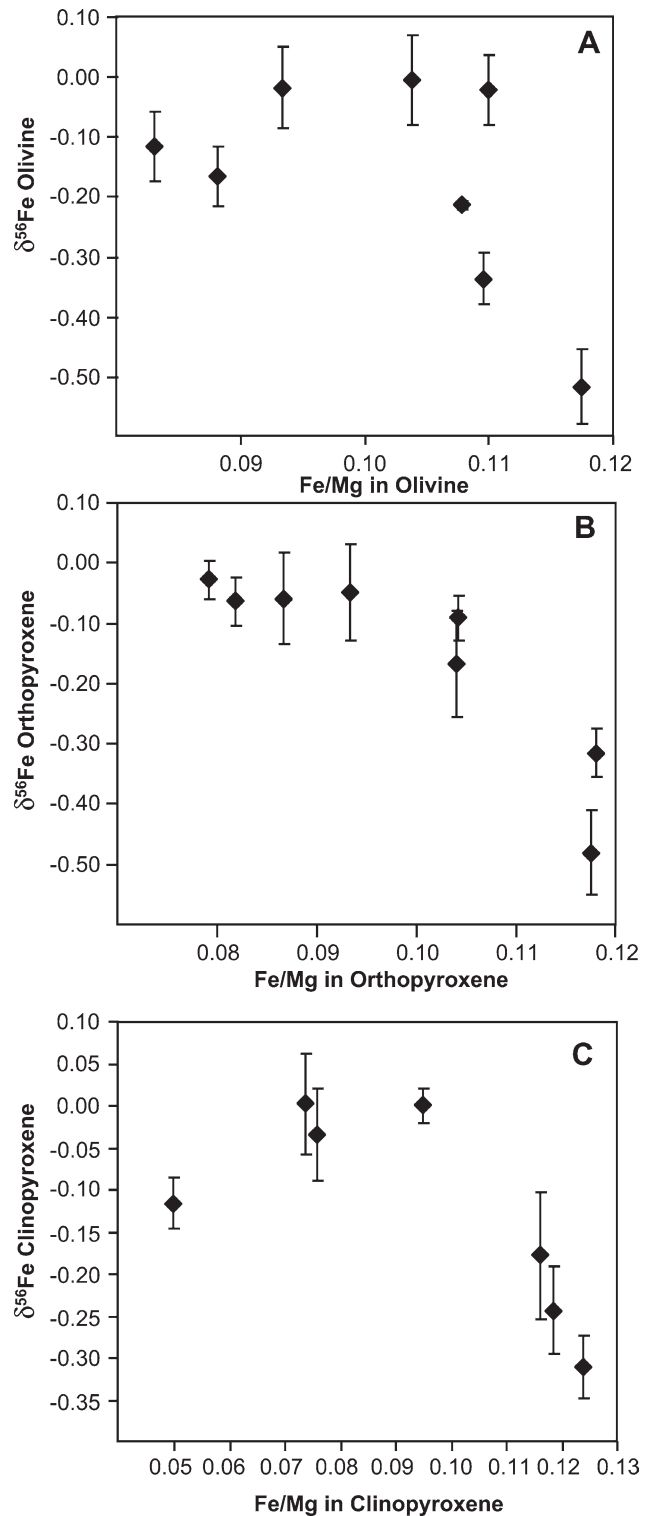 A
0.10
0.00
-0.10
-0.20
-0.30
-0.40
-0.50
δ⁵⁶Fe Olivine
0.09 0.10 0.11 0.12
Fe/Mg in Olivine
B
0.10
0.00
-0.10
-0.20
-0.30
-0.40
-0.50
δ⁵⁶Fe Orthopyroxene
0.08 0.09 0.10 0.11 0.12
Fe/Mg in Orthopyroxene
C
0.10
0.05
0.00
-0.05
-0.10
-0.15
-0.20
-0.25
-0.30
-0.35
δ⁵⁶Fe Clinopyroxene
0.05 0.06 0.07 0.08 0.09 0.10 0.11 0.12 0.13
Fe/Mg in Clinopyroxene